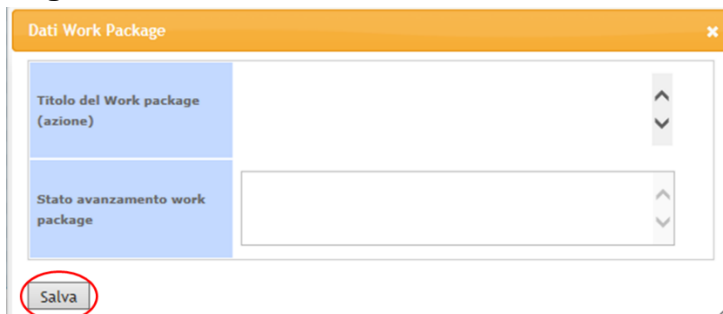 Dati Work Package
Titolo del Work package
(azione)
Stato avanzamento work
package
Salva